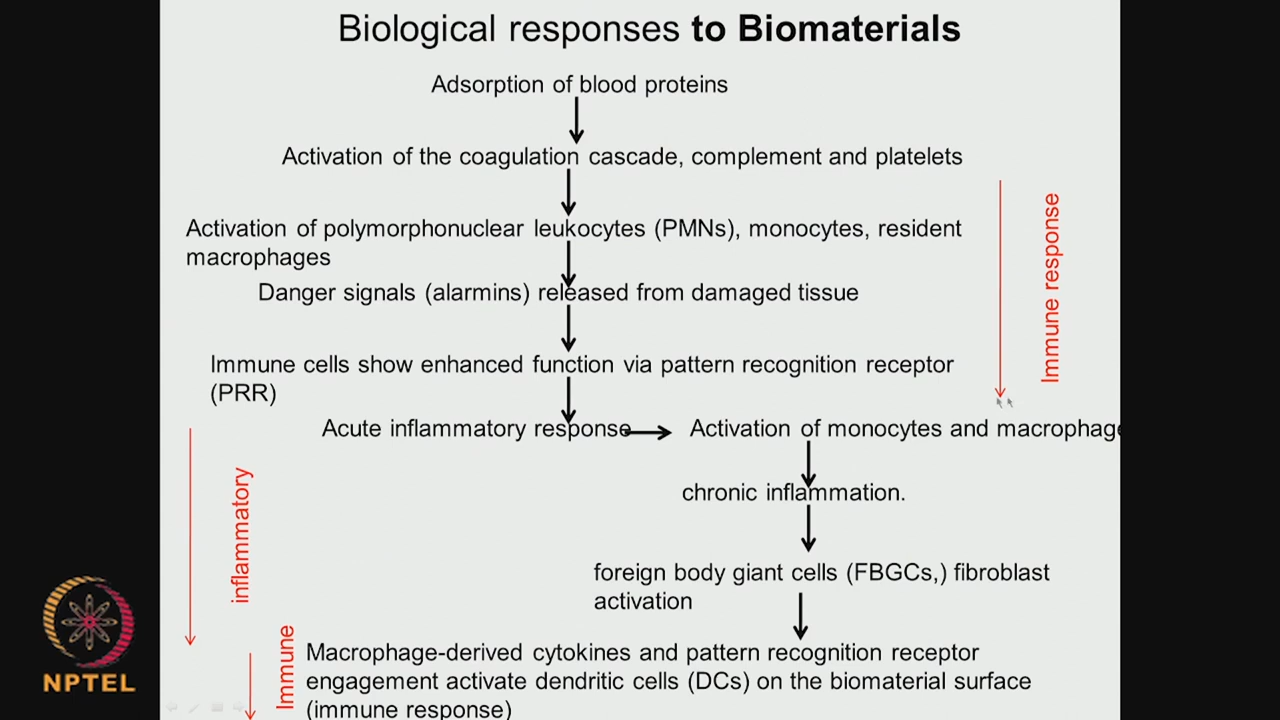 Biological responses to Biomaterials
Adsorption of blood proteins
Activation of the coagulation cascade, complement and platelets
Activation of polymorphonuclear leukocytes (PMNs), monocytes, resident
macrophages
Danger signals (alarmins) released from damaged tissue
Immune cells show enhanced function via pattern recognition receptor
(PRR)
Immune response
Acute inflammatory response
Activation of monocytes and macrophage
chronic inflammation.
inflammatory
foreign body giant cells (FBGCs,) fibroblast
activation
Immune
Macrophage-derived cytokines and pattern recognition receptor
engagement activate dendritic cells (DCs) on the biomaterial surface
(immune response)
NPTEL